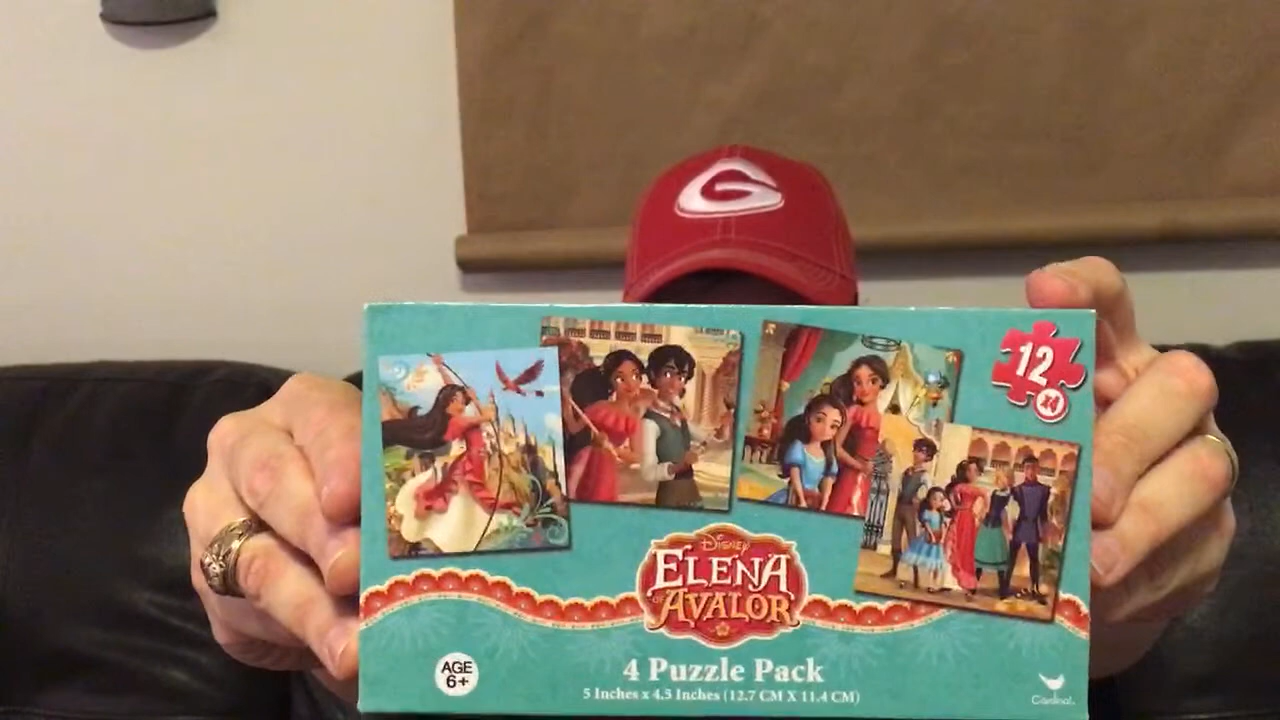 G
12
x4
DISNEY
ELENA
OF AVALOR
AGE
6+
4 Puzzle Pack
5 Inches x 4.5 Inches (12.7 CM X 11.4 CM)
Cardinal